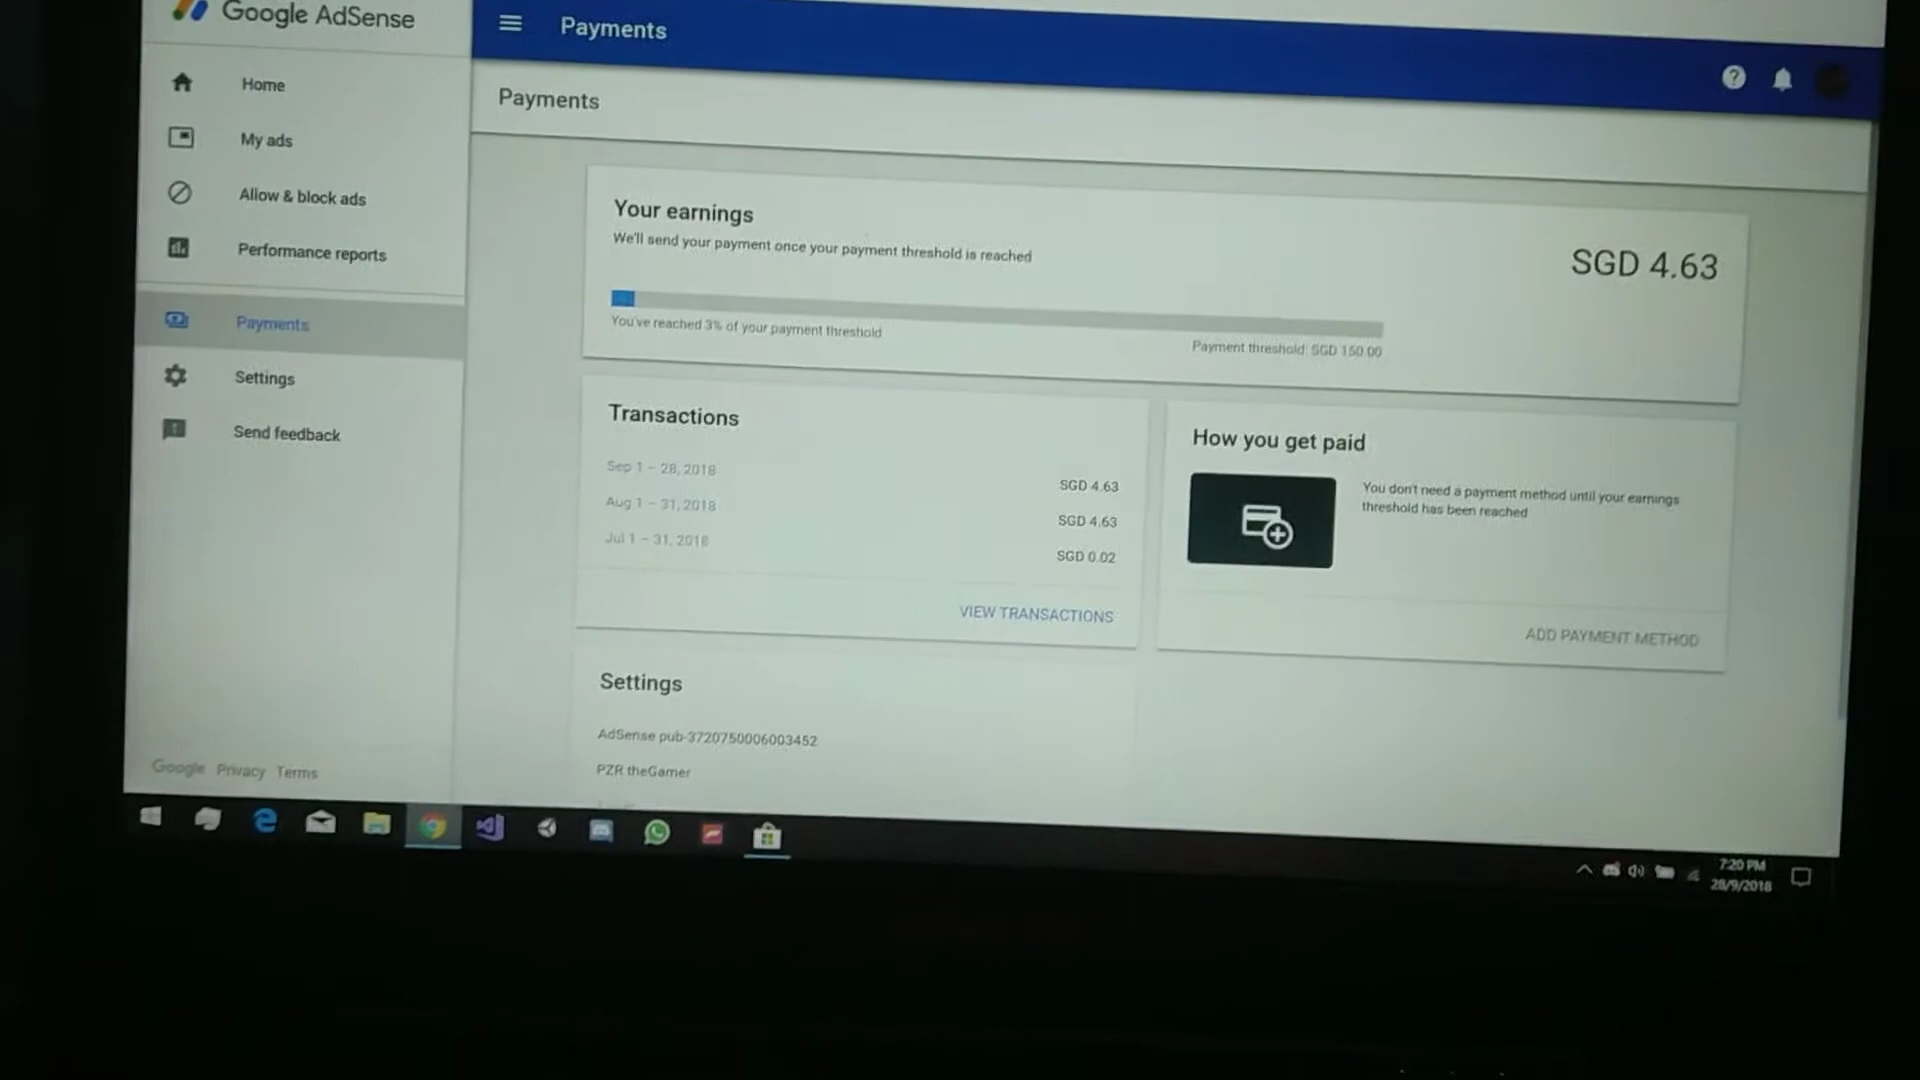 Google AdSense
Payments
Home
My ads
Allow & block ads
Performance reports
Payments
Settings
Send feedback
Google Privacy Terms
Payments
Your earnings
We'll send your payment once your payment threshold is reached
SGD 4.63
You've reached 3% of your payment threshold
Payment threshold: SGD 150.00
Transactions
Sep 1 – 28, 2018 SGD 4.63
Aug 1 – 31, 2018 SGD 4.63
Jul 1 – 31, 2018 SGD 0.02
VIEW TRANSACTIONS
How you get paid
You don't need a payment method until your earnings
threshold has been reached
ADD PAYMENT METHOD
Settings
AdSense pub-3720750006003452
PZR theGamer
7:20 PM
28/9/2018